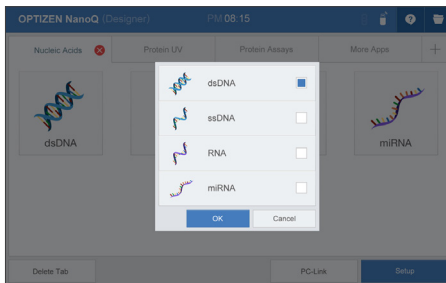 OPTIZEN NanoQ (Designer) PM 08:15
Nucleic Acids Protein UV Protein Assays More Apps
dsDNA
ssDNA
RNA
miRNA
OK Cancel
dsDNA miRNA
Delete Tab PC-Link Setup